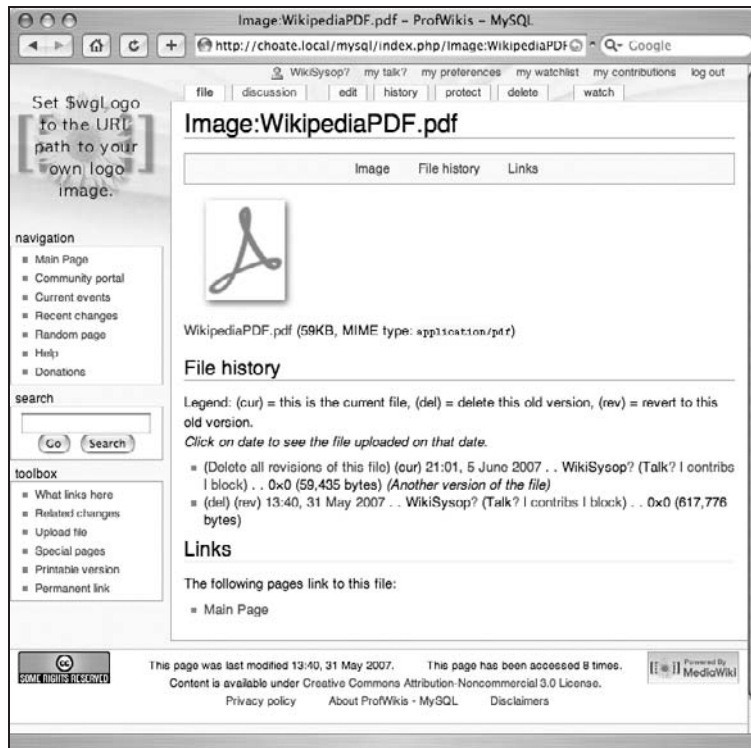 Image:WikipediaPDF.pdf – ProfWikis – MySQL
http://choate.local/mysql/index.php/Image:WikipediaPDF
Google
WikiSysop? my talk? my preferences my watchlist my contributions log out
file discussion edit history protect delete watch
Set $wgLogo
to the URL
path to your
own logo
image.
Image:WikipediaPDF.pdf
Image File history Links
navigation
Main Page
Community portal
Current events
Recent changes
Random page
Help
Donations
search
Go Search
toolbox
What links here
Related changes
Upload file
Special pages
Printable version
Permanent link
WikipediaPDF.pdf (59KB, MIME type: application/pdf)
File history
Legend: (cur) = this is the current file, (del) = delete this old version, (rev) = revert to this
old version.
Click on date to see the file uploaded on that date.
(Delete all revisions of this file) (cur) 21:01, 5 June 2007 . . WikiSysop? (Talk? | contribs
| block) . . 0x0 (59,435 bytes) (Another version of the file)
(del) (rev) 13:40, 31 May 2007 . . WikiSysop? (Talk? | contribs | block) . . 0x0 (617,776
bytes)
Links
The following pages link to this file:
Main Page
cc
SOME RIGHTS RESERVED
This page was last modified 13:40, 31 May 2007. This page has been accessed 8 times.
Content is available under Creative Commons Attribution-Noncommercial 3.0 License.
Privacy policy About ProfWikis - MySQL Disclaimers
Powered By
MediaWiki